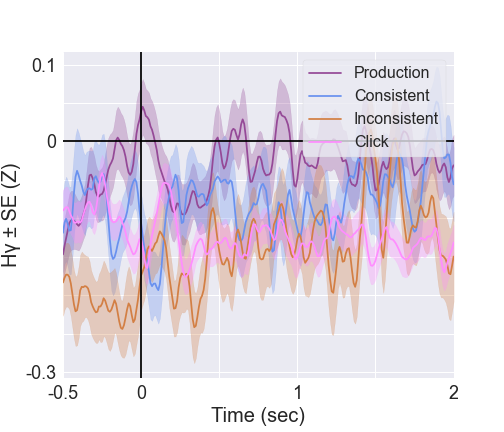 0.1
0
-0.3
Hγ ± SE (Z)
Production
Consistent
Inconsistent
Click
-0.5
0
1
2
Time (sec)